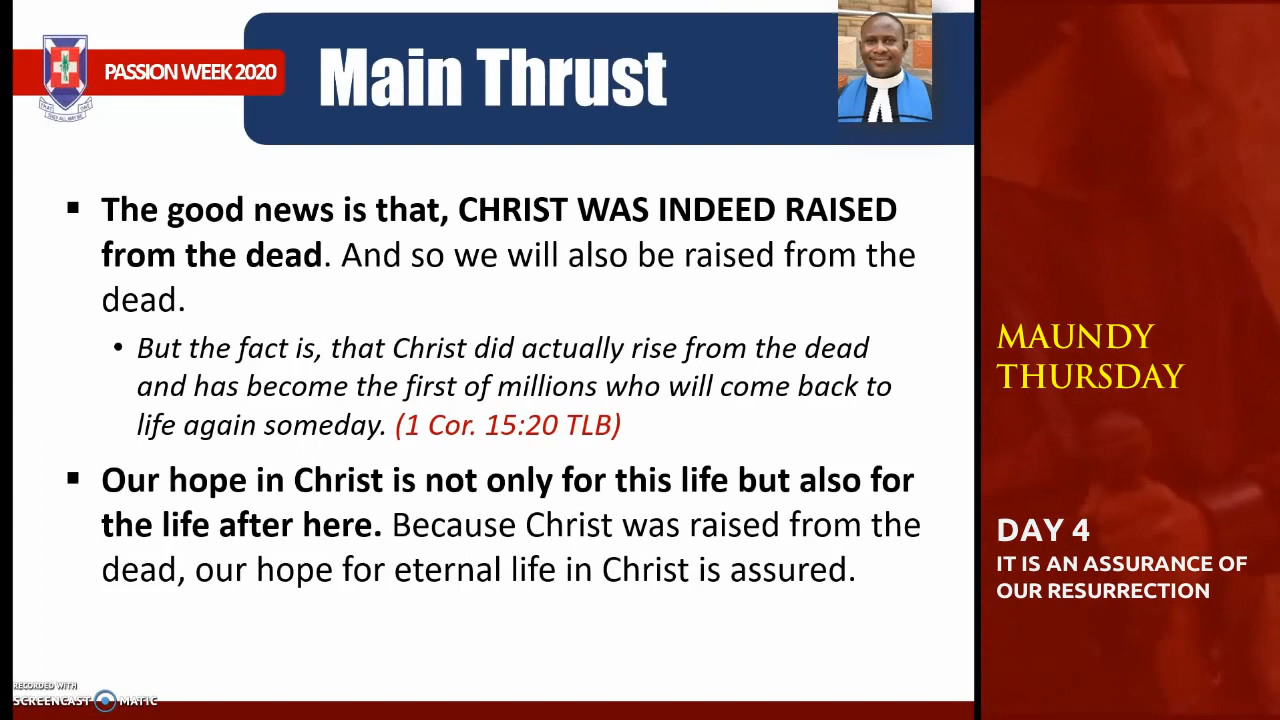 PASSION WEEK 2020
Main Thrust
▪ The good news is that, CHRIST WAS INDEED RAISED
from the dead. And so we will also be raised from the
dead.
• But the fact is, that Christ did actually rise from the dead
and has become the first of millions who will come back to
life again someday. (1 Cor. 15:20 TLB)
▪ Our hope in Christ is not only for this life but also for
the life after here. Because Christ was raised from the
dead, our hope for eternal life in Christ is assured.
MAUNDY
THURSDAY
DAY 4
IT IS AN ASSURANCE OF
OUR RESURRECTION
RECORDED WITH
SCREENCAST MATIC